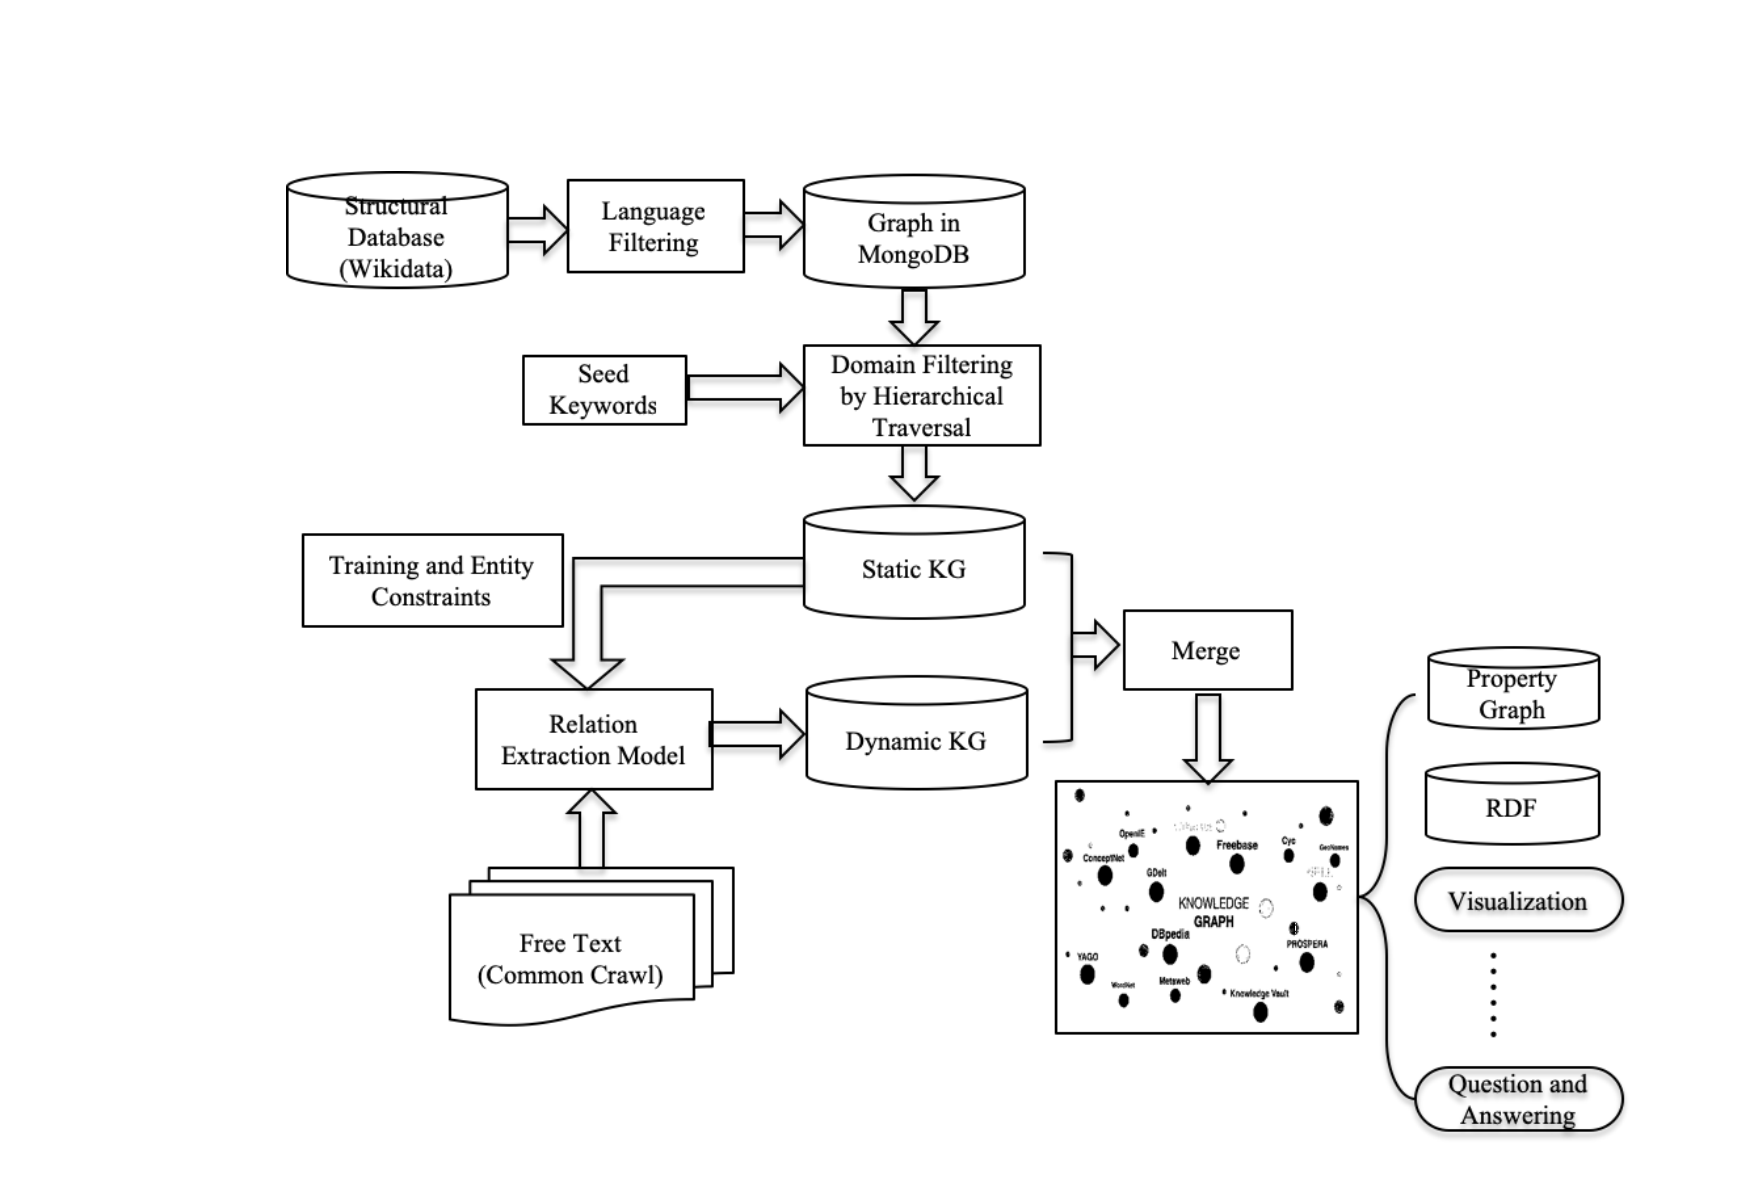 Structural
Database
(Wikidata)
Language
Filtering
Graph in
MongoDB
Seed
Keywords
Domain Filtering
by Hierarchical
Traversal
Training and Entity
Constraints
Static KG
Merge
Relation
Extraction Model
Dynamic KG
Free Text
(Common Crawl)
OpenIE
Freebase
Cyc
GeoNames
ConceptNet
GDelt
KNOWLEDGE
GRAPH
DBpedia
PROSPERA
YAGO
WordNet
Metaweb
Knowledge Vault
Property
Graph
RDF
Visualization
Question and
Answering